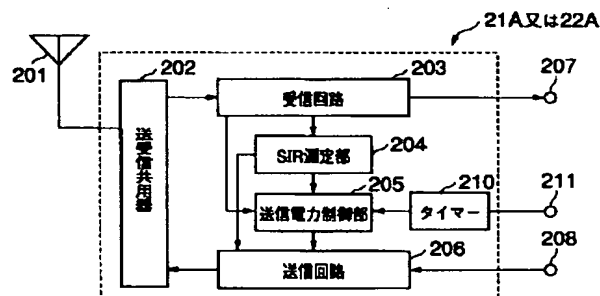 21A又は22A
201
202
203
207
受信回路
送受信共用器
204
SIR測定部
205
210
211
送信電力制御部
タイマー
206
208
送信回路